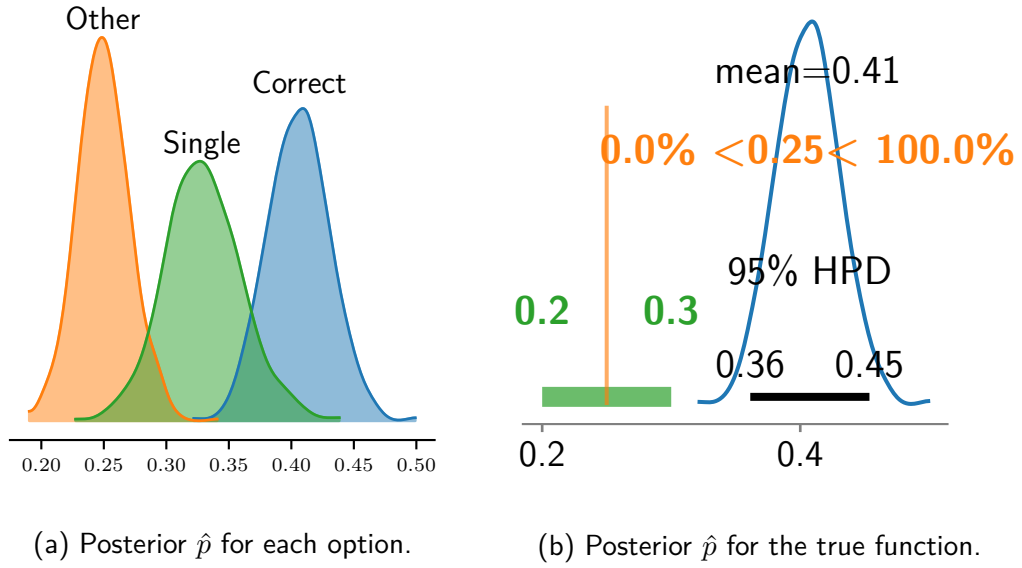 Other
Correct
Single
0.20 0.25 0.30 0.35 0.40 0.45 0.50
(a) Posterior p̂ for each option.
mean=0.41
0.0% <0.25< 100.0%
95% HPD
0.2 0.3
0.36 0.45
0.2 0.4
(b) Posterior p̂ for the true function.